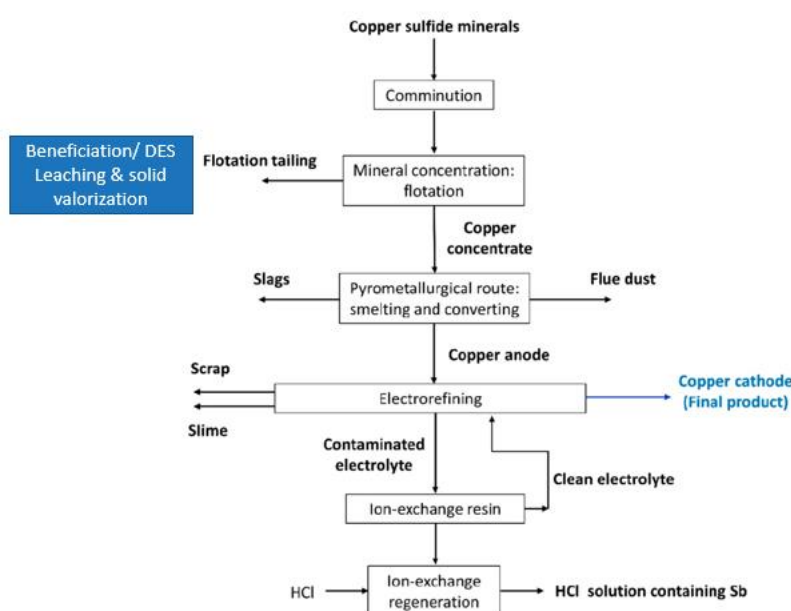 Copper sulfide minerals
Comminution
Beneficiation/ DES
Leaching & solid
valorization
Flotation tailing
Mineral concentration:
flotation
Copper
concentrate
Slags
Pyrometallurgical route:
smelting and converting
Flue dust
Copper anode
Scrap
Slime
Electrorefining
Copper cathode
(Final product)
Contaminated
electrolyte
Clean electrolyte
Ion-exchange resin
HCl
Ion-exchange
regeneration
HCl solution containing Sb